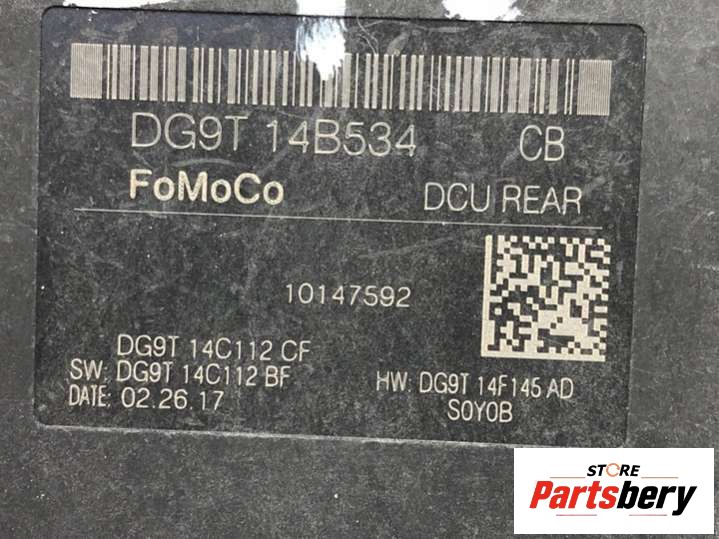 DG9T 14B534 CB
FoMoCo DCU REAR
10147592
DG9T 14C112 CF
SW: DG9T 14C112 BF
HW: DG9T 14F145 AD
DATE: 02.26.17
S0Y0B
STORE
Partsbery